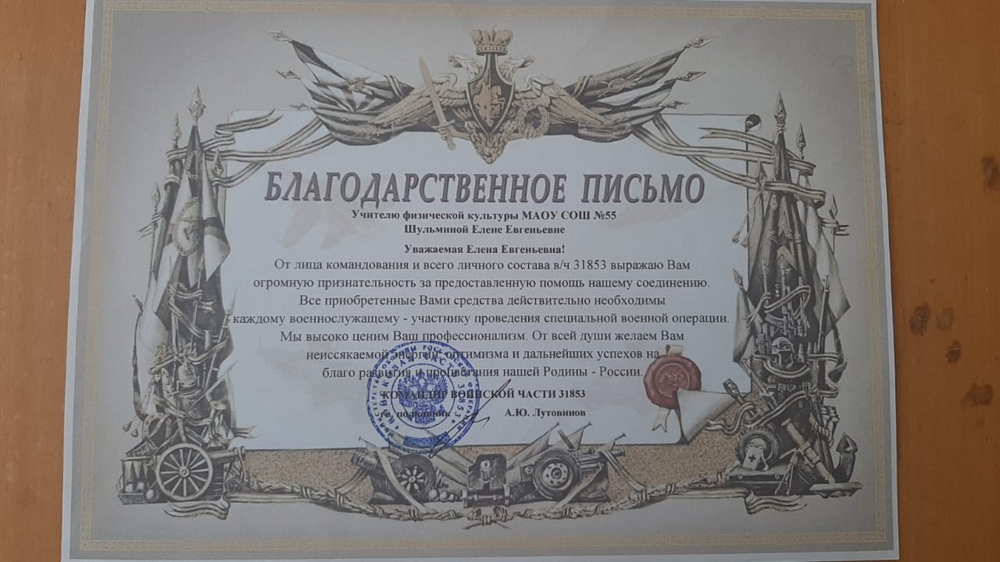 БЛАГОДАРСТВЕННОЕ ПИСЬМО
Учителю физической культуры МАОУ СОШ №55
Шульминой Елене Евгеньевне
Уважаемая Елена Евгеньевна!
От лица командования и всего личного состава в/ч 31853 выражаю Вам
огромную признательность за предоставленную помощь нашему соединению.
Все приобретенные Вами средства действительно необходимы
каждому военнослужащему - участнику проведения специальной военной операции.
Мы высоко ценим Ваш профессионализм. От всей души желаем Вам
неиссякаемой энергии, оптимизма и дальнейших успехов на
благо развития и процветания нашей Родины - России.
КОМАНДИР ВОИНСКОЙ ЧАСТИ 31853
полковник А.Ю. Лутовинов
ВОЙСКОВАЯ ЧАСТЬ 31853